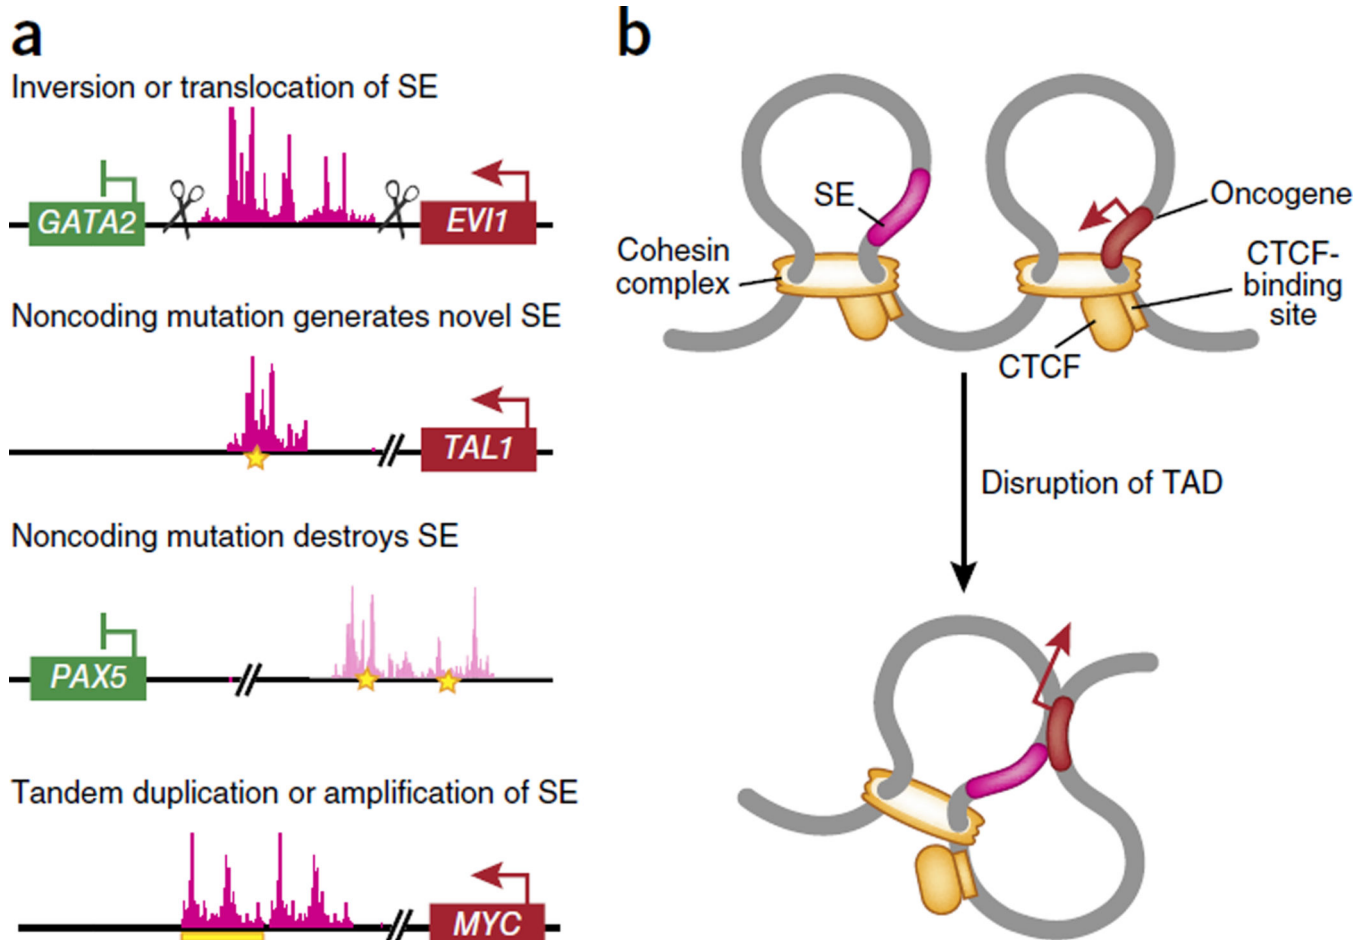 a
Inversion or translocation of SE
GATA2
EVI1
Noncoding mutation generates novel SE
TAL1
Noncoding mutation destroys SE
PAX5
Tandem duplication or amplification of SE
MYC
b
SE
Oncogene
Cohesin
complex
CTCF-
binding
site
CTCF
Disruption of TAD